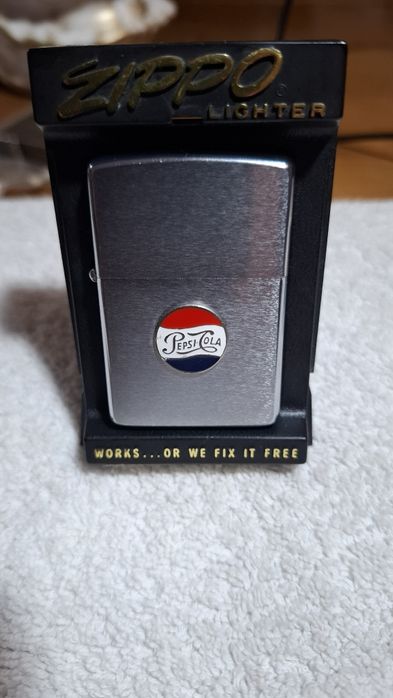 ZIPPO
LIGHTER
PEPSI-COLA
WORKS...OR WE FIX IT FREE